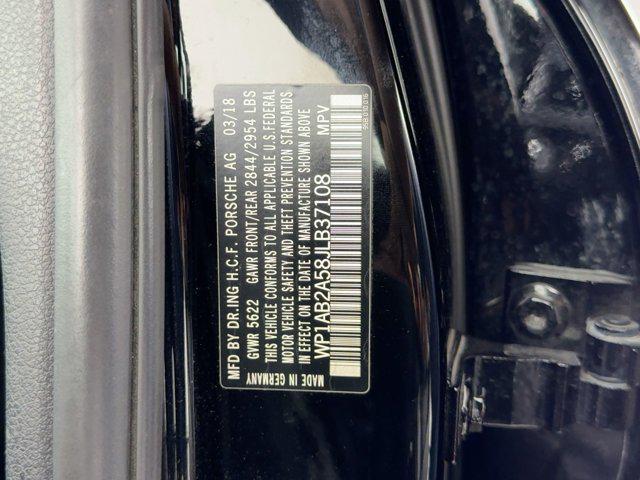 MFD BY DR.ING H.C.F. PORSCHE AG 03/18
GVWR 5622 GAWR FRONT/REAR 2844/2954 LBS
THIS VEHICLE CONFORMS TO ALL APPLICABLE U.S.FEDERAL
MOTOR VEHICLE SAFETY AND THEFT PREVENTION STANDARDS
IN EFFECT ON THE DATE OF MANUFACTURE SHOWN ABOVE
WP1AB2A58JLB37108 MPV
MADE IN GERMANY